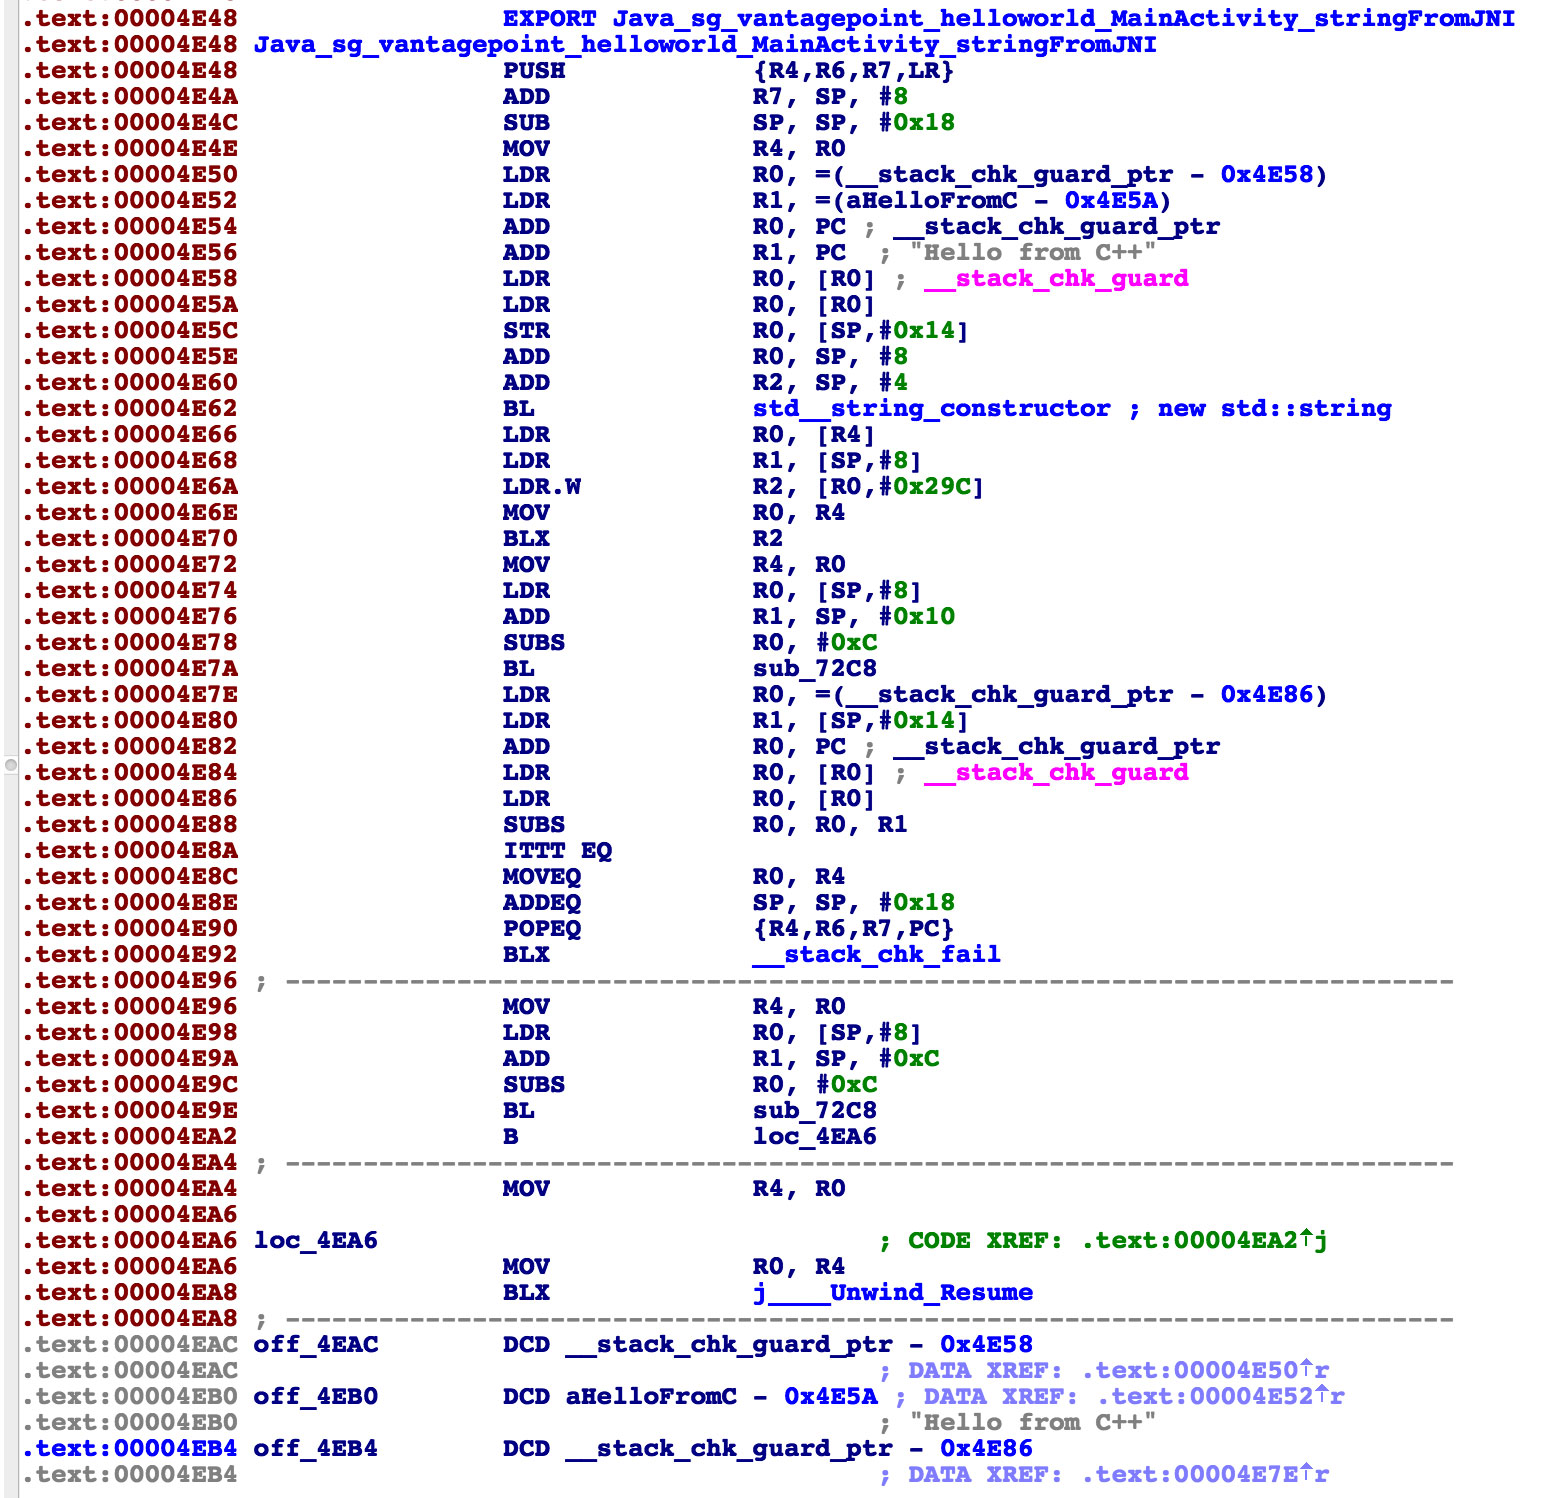 .text:00004E48 EXPORT Java_sg_vantagepoint_helloworld_MainActivity_stringFromJNI
.text:00004E48 Java_sg_vantagepoint_helloworld_MainActivity_stringFromJNI
.text:00004E48 PUSH {R4,R6,R7,LR}
.text:00004E4A ADD R7, SP, #8
.text:00004E4C SUB SP, SP, #0x18
.text:00004E4E MOV R4, R0
.text:00004E50 LDR R0, =(__stack_chk_guard_ptr - 0x4E58)
.text:00004E52 LDR R1, =(aHelloFromC - 0x4E5A)
.text:00004E54 ADD R0, PC ; __stack_chk_guard_ptr
.text:00004E56 ADD R1, PC ; "Hello from C++"
.text:00004E58 LDR R0, [R0] ; __stack_chk_guard
.text:00004E5A LDR R0, [R0]
.text:00004E5C STR R0, [SP,#0x14]
.text:00004E5E ADD R0, SP, #8
.text:00004E60 ADD R2, SP, #4
.text:00004E62 BL std__string_constructor ; new std::string
.text:00004E66 LDR R0, [R4]
.text:00004E68 LDR R1, [SP,#8]
.text:00004E6A LDR.W R2, [R0,#0x29C]
.text:00004E6E MOV R0, R4
.text:00004E70 BLX R2
.text:00004E72 MOV R4, R0
.text:00004E74 LDR R0, [SP,#8]
.text:00004E76 ADD R1, SP, #0x10
.text:00004E78 SUBS R0, #0xC
.text:00004E7A BL sub_72C8
.text:00004E7E LDR R0, =(__stack_chk_guard_ptr - 0x4E86)
.text:00004E80 LDR R1, [SP,#0x14]
.text:00004E82 ADD R0, PC ; __stack_chk_guard_ptr
.text:00004E84 LDR R0, [R0] ; __stack_chk_guard
.text:00004E86 LDR R0, [R0]
.text:00004E88 SUBS R0, R0, R1
.text:00004E8A ITTT EQ
.text:00004E8C MOVEQ R0, R4
.text:00004E8E ADDEQ SP, SP, #0x18
.text:00004E90 POPEQ {R4,R6,R7,PC}
.text:00004E92 BLX __stack_chk_fail
.text:00004E96 ; ---------------------------------------------------------------------------
.text:00004E96 MOV R4, R0
.text:00004E98 LDR R0, [SP,#8]
.text:00004E9A ADD R1, SP, #0xC
.text:00004E9C SUBS R0, #0xC
.text:00004E9E BL sub_72C8
.text:00004EA2 B loc_4EA6
.text:00004EA4 ; ---------------------------------------------------------------------------
.text:00004EA4 MOV R4, R0
.text:00004EA6
.text:00004EA6 loc_4EA6 ; CODE XREF: .text:00004EA2↑j
.text:00004EA6 MOV R0, R4
.text:00004EA8 BLX j____Unwind_Resume
.text:00004EA8 ; ---------------------------------------------------------------------------
.text:00004EAC off_4EAC DCD __stack_chk_guard_ptr - 0x4E58
.text:00004EAC ; DATA XREF: .text:00004E50↑r
.text:00004EB0 off_4EB0 DCD aHelloFromC - 0x4E5A ; DATA XREF: .text:00004E52↑r
.text:00004EB0 ; "Hello from C++"
.text:00004EB4 off_4EB4 DCD __stack_chk_guard_ptr - 0x4E86
.text:00004EB4 ; DATA XREF: .text:00004E7E↑r